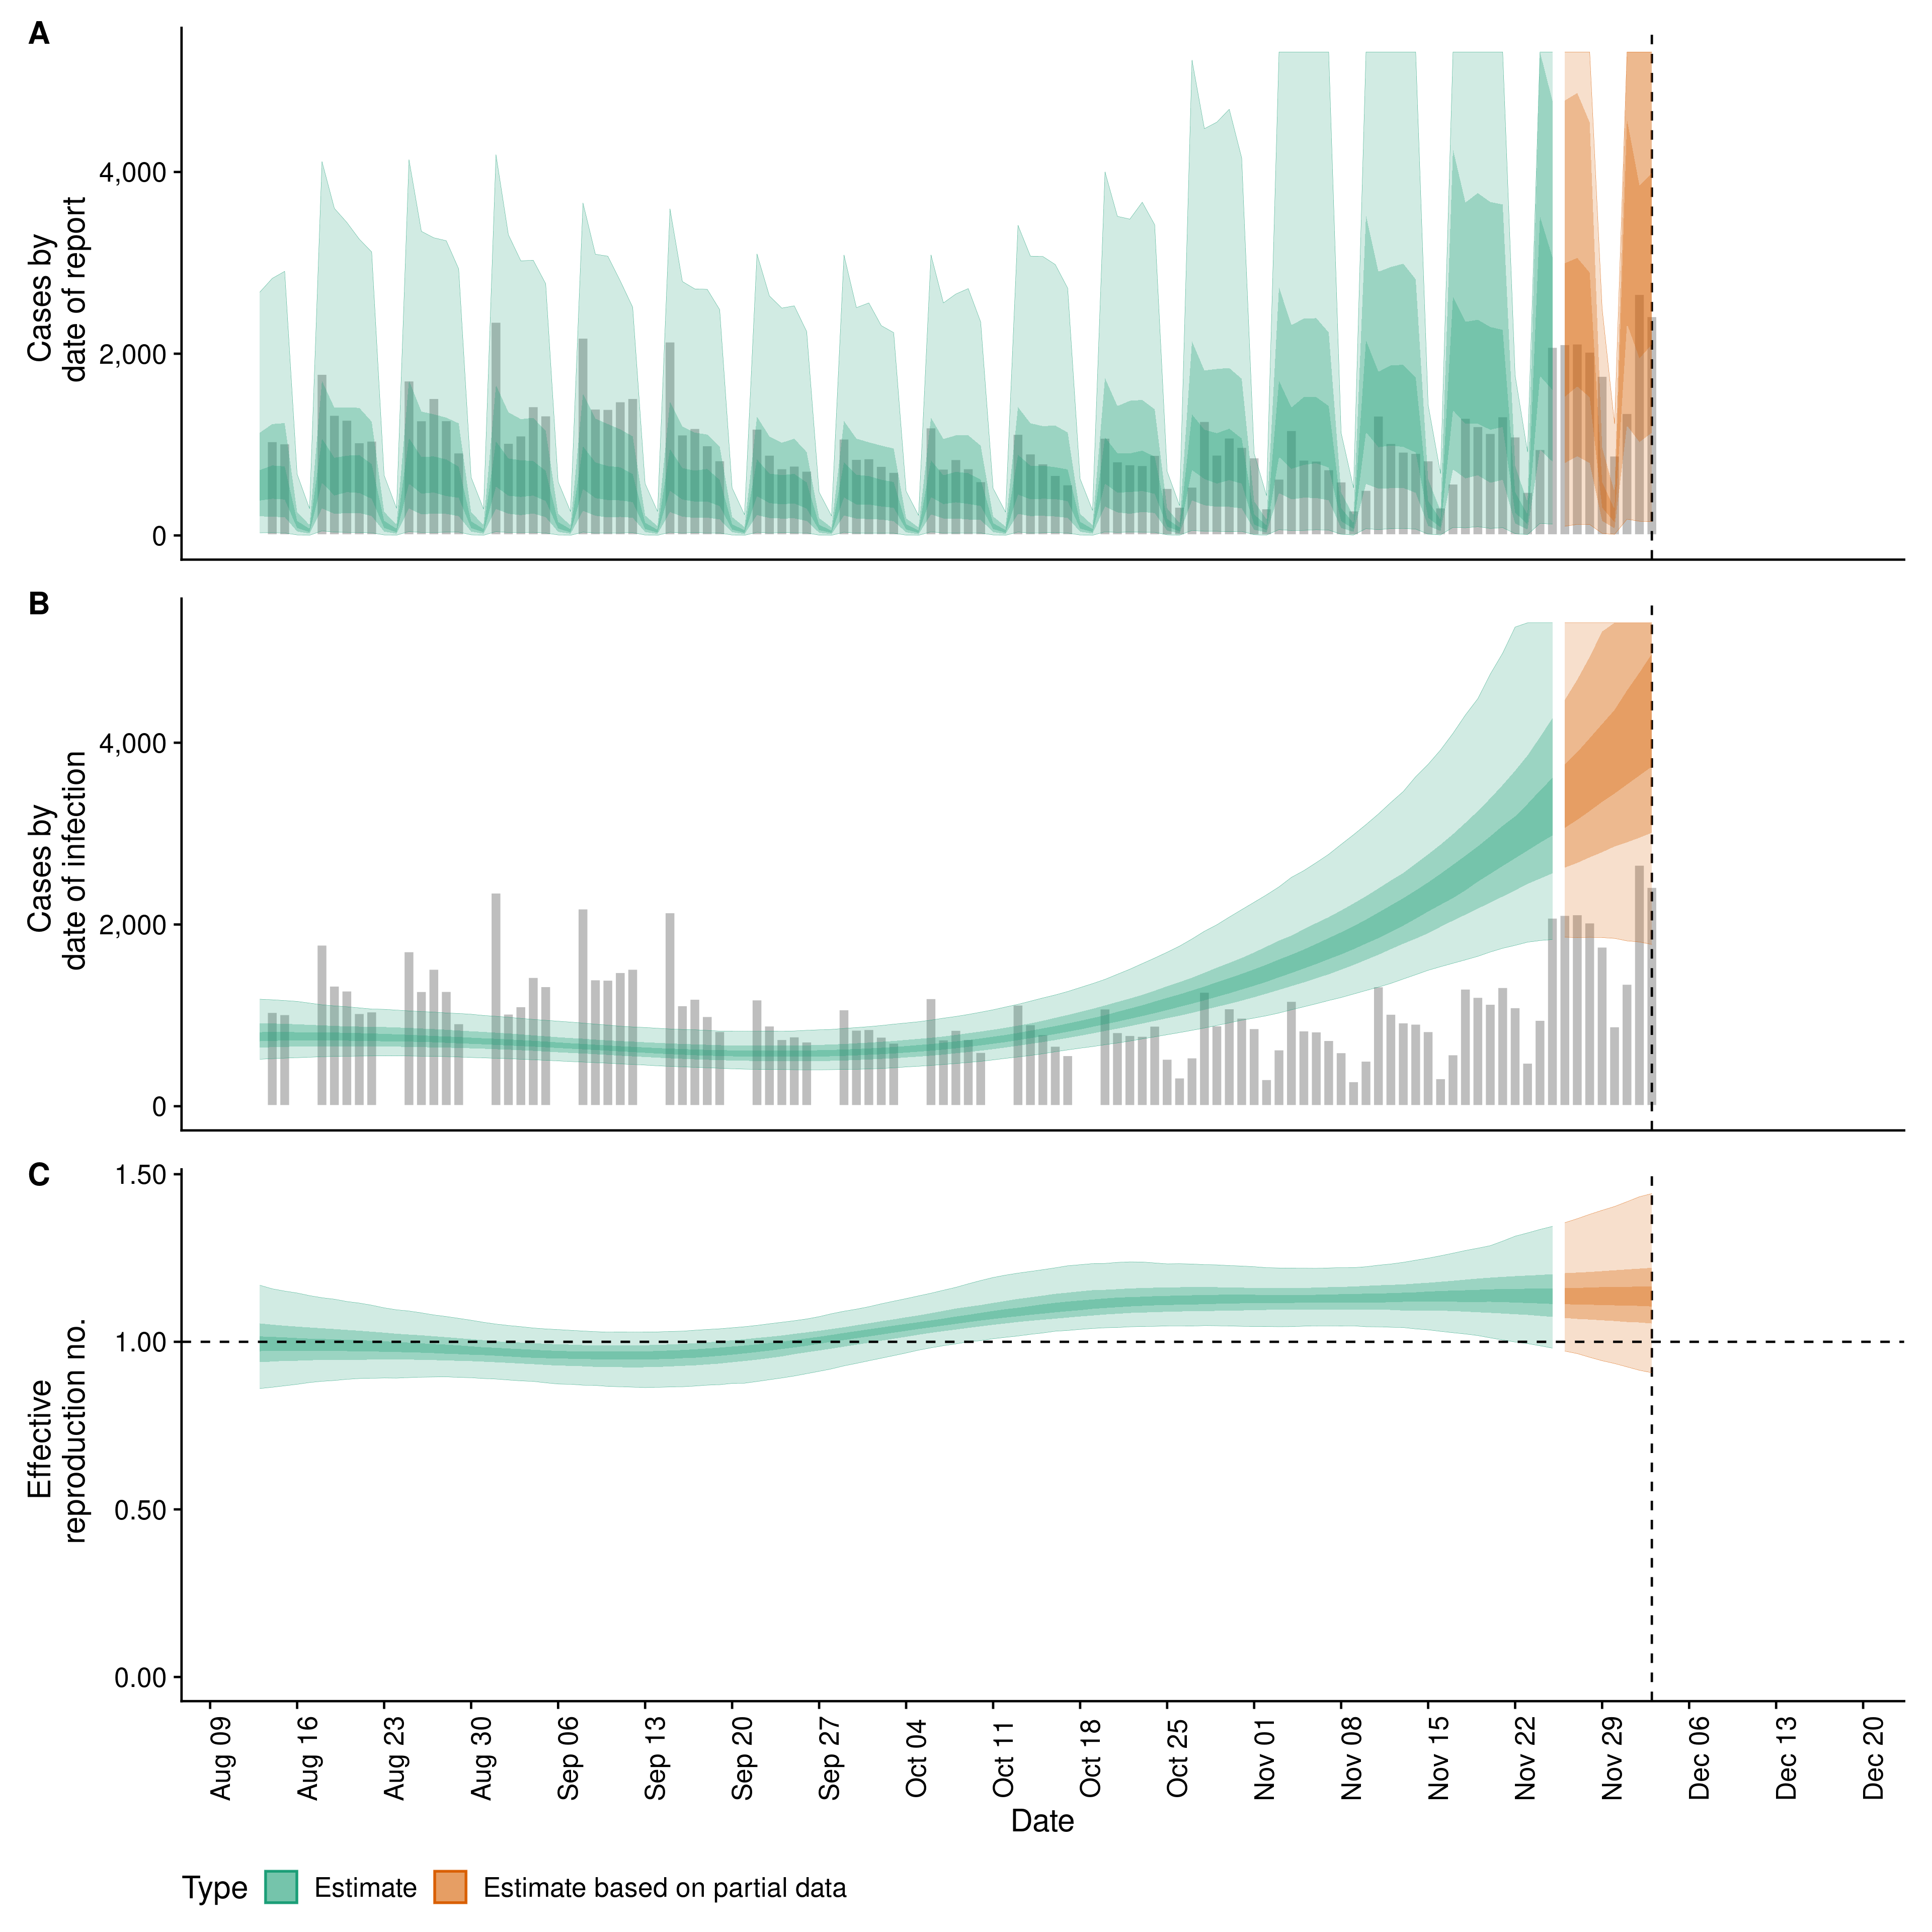 A
Cases by
date of report
4,000
2,000
0
B
Cases by
date of infection
4,000
2,000
0
C
Effective
reproduction no.
1.50
1.00
0.50
0.00
Aug 09
Aug 16
Aug 23
Aug 30
Sep 06
Sep 13
Sep 20
Sep 27
Oct 04
Oct 11
Oct 18
Oct 25
Nov 01
Nov 08
Nov 15
Nov 22
Nov 29
Dec 06
Dec 13
Dec 20
Date
Type Estimate Estimate based on partial data